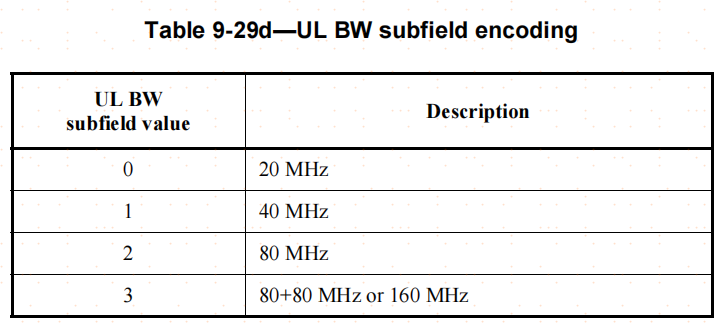 Table 9-29d—UL BW subfield encoding
UL BW
subfield value
Description
0 20 MHz
1 40 MHz
2 80 MHz
3 80+80 MHz or 160 MHz